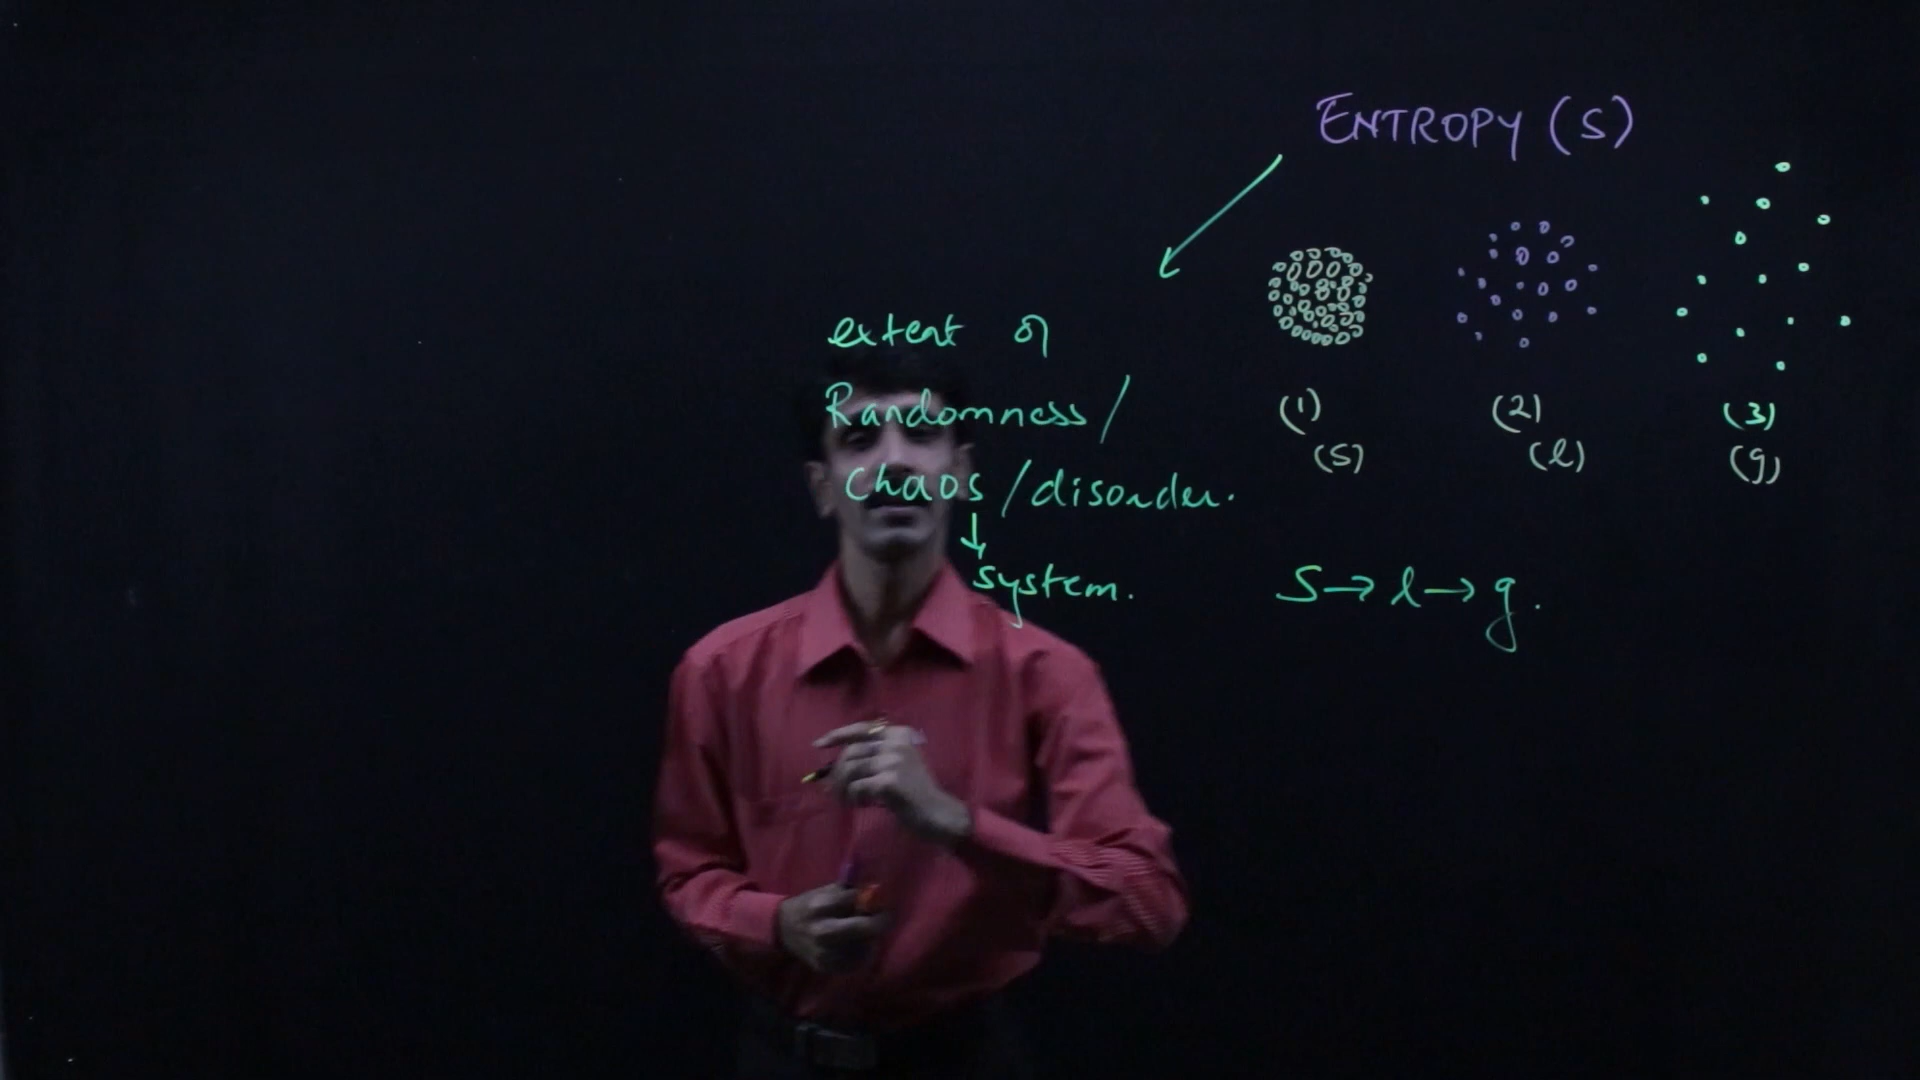 ENTROPY (S)
extent of
Randomness /
Chaos / disorder.
↓
system.
(1) (2) (3)
(s) (l) (g)
S → l → g.